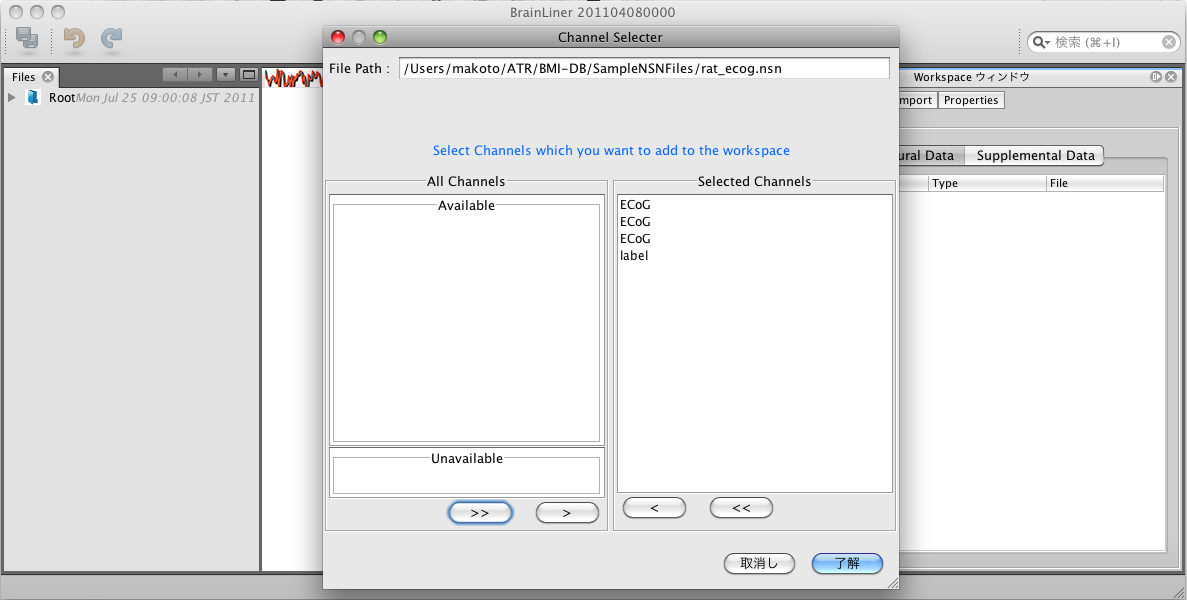 BrainLiner 201104080000
Channel Selecter
検索 (⌘+I)
File Path : /Users/makoto/ATR/BMI-DB/SampleNSNFiles/rat_ecog.nsn
Files
Workspace ウィンドウ
Root Mon Jul 25 09:00:08 JST 2011
mport Properties
Select Channels which you want to add to the workspace
ural Data Supplemental Data
All Channels
Selected Channels
Type File
Available
ECoG
ECoG
ECoG
label
Unavailable
>> > < <<
取消し 了解